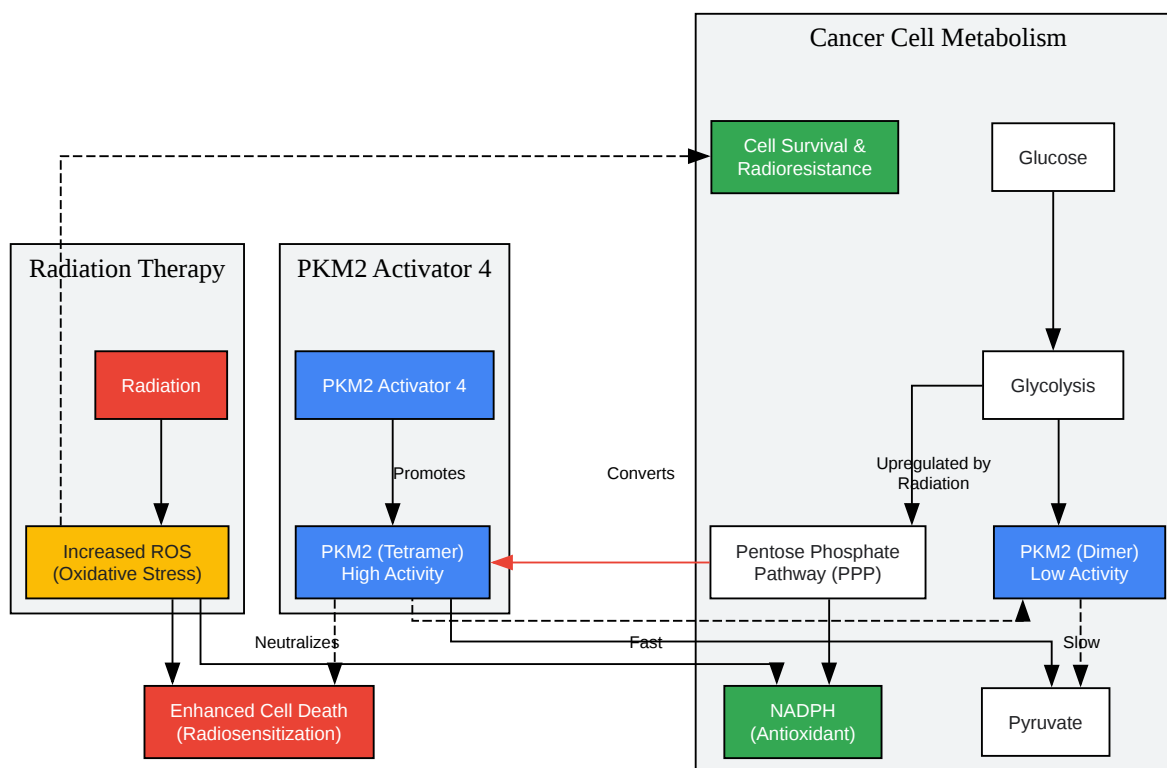 Cancer Cell Metabolism
Cell Survival &
Radioresistance
Glucose
Radiation Therapy
PKM2 Activator 4
Radiation
PKM2 Activator 4
Glycolysis
Promotes
Converts
Upregulated by
Radiation
Increased ROS
(Oxidative Stress)
PKM2 (Tetramer)
High Activity
Pentose Phosphate
Pathway (PPP)
PKM2 (Dimer)
Low Activity
Neutralizes
Fast
Slow
Enhanced Cell Death
(Radiosensitization)
NADPH
(Antioxidant)
Pyruvate